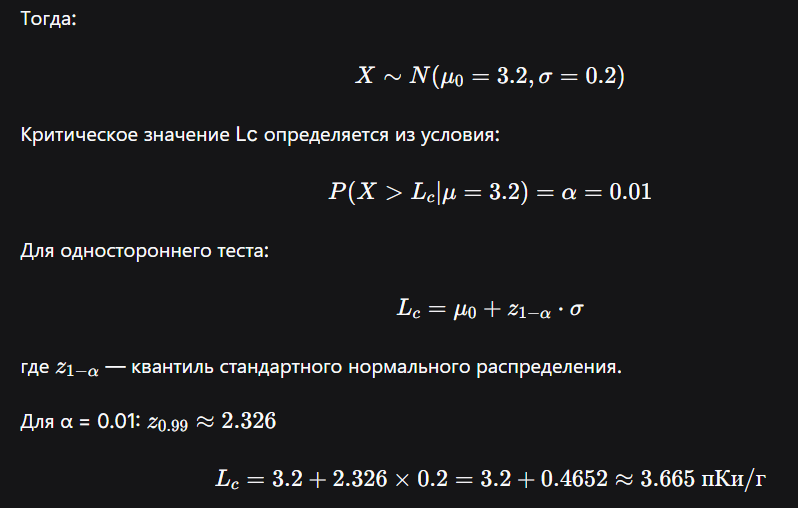 Тогда:
X ∼ N(μ₀ = 3.2, σ = 0.2)
Критическое значение Lc определяется из условия:
P(X > L_c|μ = 3.2) = α = 0.01
Для одностороннего теста:
L_c = μ₀ + z_{1−α} · σ
где z_{1−α} — квантиль стандартного нормального распределения.
Для α = 0.01: z_{0.99} ≈ 2.326
L_c = 3.2 + 2.326 × 0.2 = 3.2 + 0.4652 ≈ 3.665 пКи/г